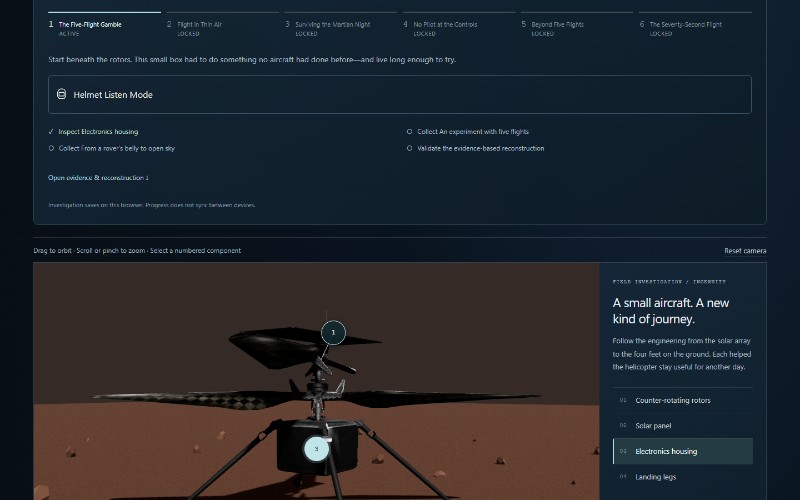 1 The Five-Flight Gamble
ACTIVE
2 Flight in Thin Air
LOCKED
3 Surviving the Martian Night
LOCKED
4 No Pilot at the Controls
LOCKED
5 Beyond Five Flights
LOCKED
6 The Seventy-Second Flight
LOCKED
Start beneath the rotors. This small box had to do something no aircraft had done before—and live long enough to try.
Helmet Listen Mode
✓ Inspect Electronics housing
Collect An experiment with five flights
Collect From a rover's belly to open sky
Validate the evidence-based reconstruction
Open evidence & reconstruction ↓
Investigation saves on this browser. Progress does not sync between devices.
Drag to orbit · Scroll or pinch to zoom · Select a numbered component
Reset camera
1
3
FIELD INVESTIGATION / INGENUITY
A small aircraft. A new
kind of journey.
Follow the engineering from the solar array
to the four feet on the ground. Each helped
the helicopter stay useful for another day.
01 Counter-rotating rotors
02 Solar panel
03 Electronics housing
04 Landing legs